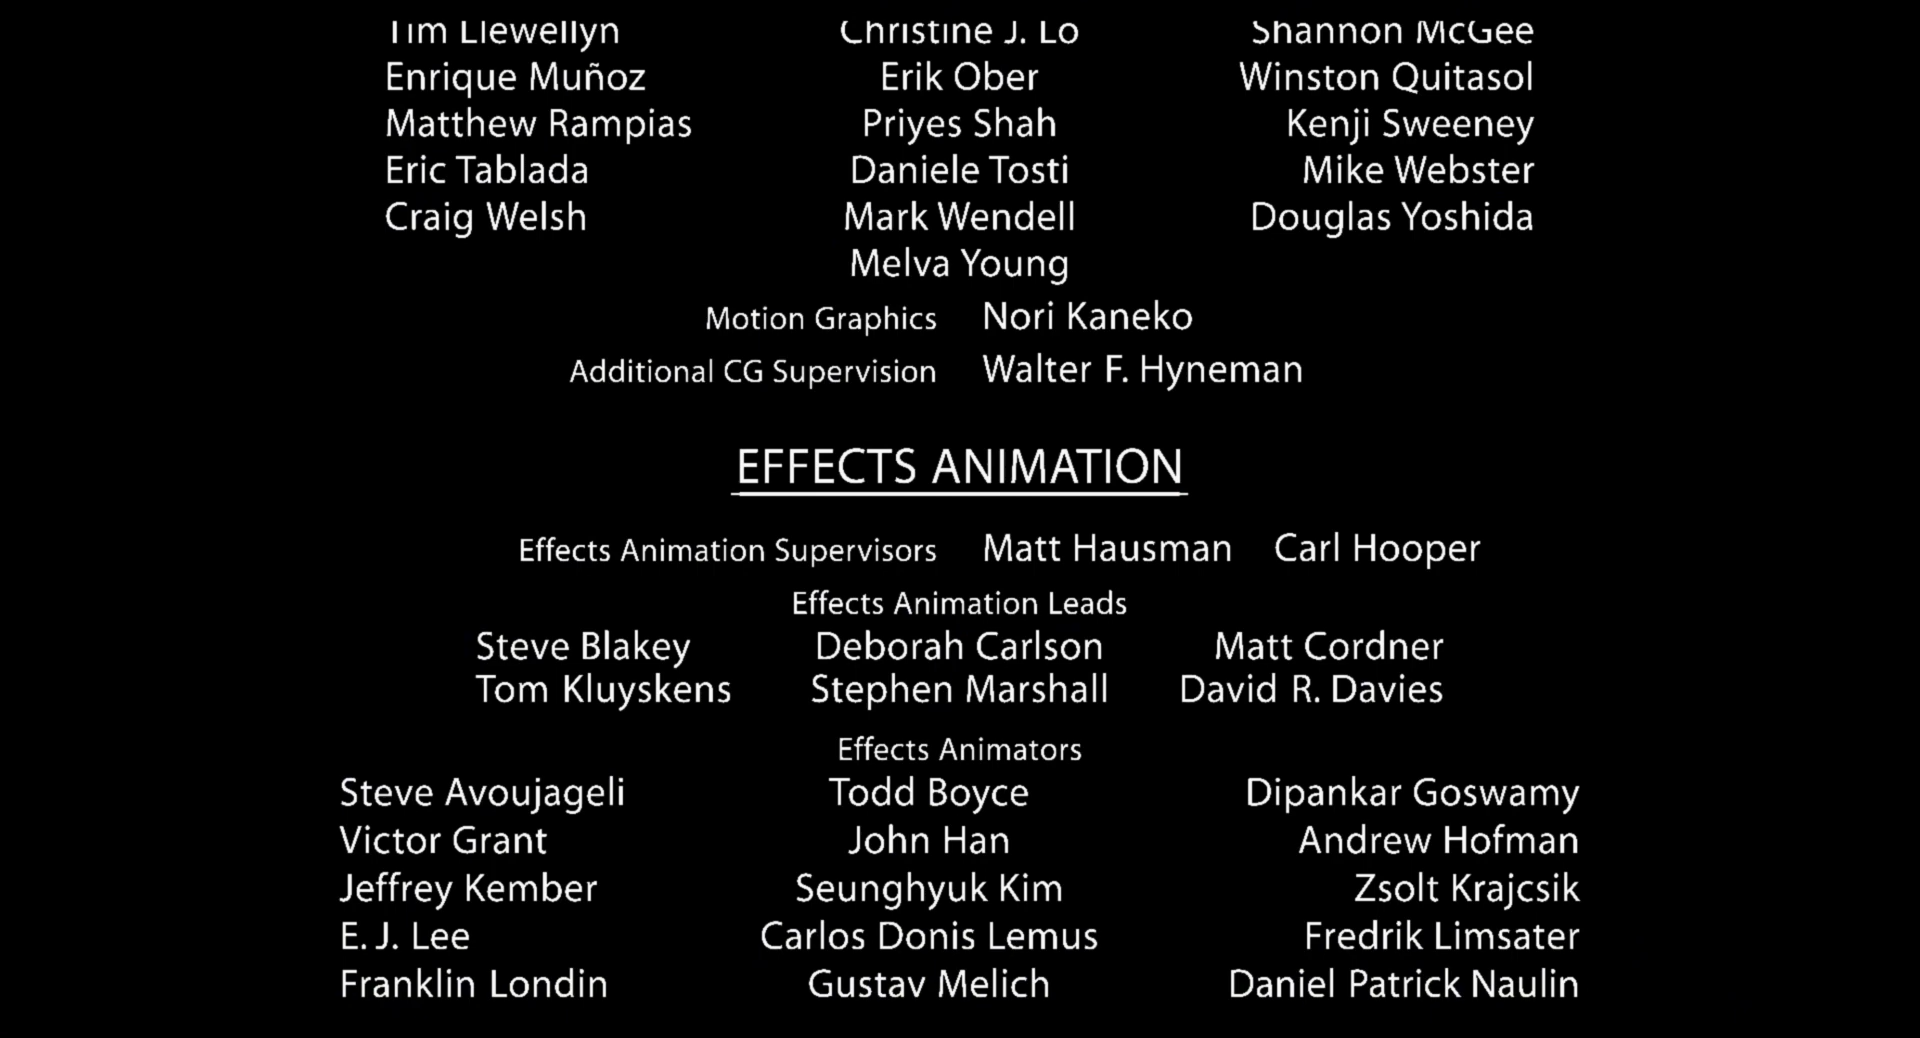 Tim Llewellyn Christine J. Lo Shannon McGee
Enrique Muñoz Erik Ober Winston Quitasol
Matthew Rampias Priyes Shah Kenji Sweeney
Eric Tablada Daniele Tosti Mike Webster
Craig Welsh Mark Wendell Douglas Yoshida
Melva Young
Motion Graphics Nori Kaneko
Additional CG Supervision Walter F. Hyneman
EFFECTS ANIMATION
Effects Animation Supervisors Matt Hausman Carl Hooper
Effects Animation Leads
Steve Blakey Deborah Carlson Matt Cordner
Tom Kluyskens Stephen Marshall David R. Davies
Effects Animators
Steve Avoujageli Todd Boyce Dipankar Goswamy
Victor Grant John Han Andrew Hofman
Jeffrey Kember Seunghyuk Kim Zsolt Krajcsik
E. J. Lee Carlos Donis Lemus Fredrik Limsater
Franklin Londin Gustav Melich Daniel Patrick Naulin